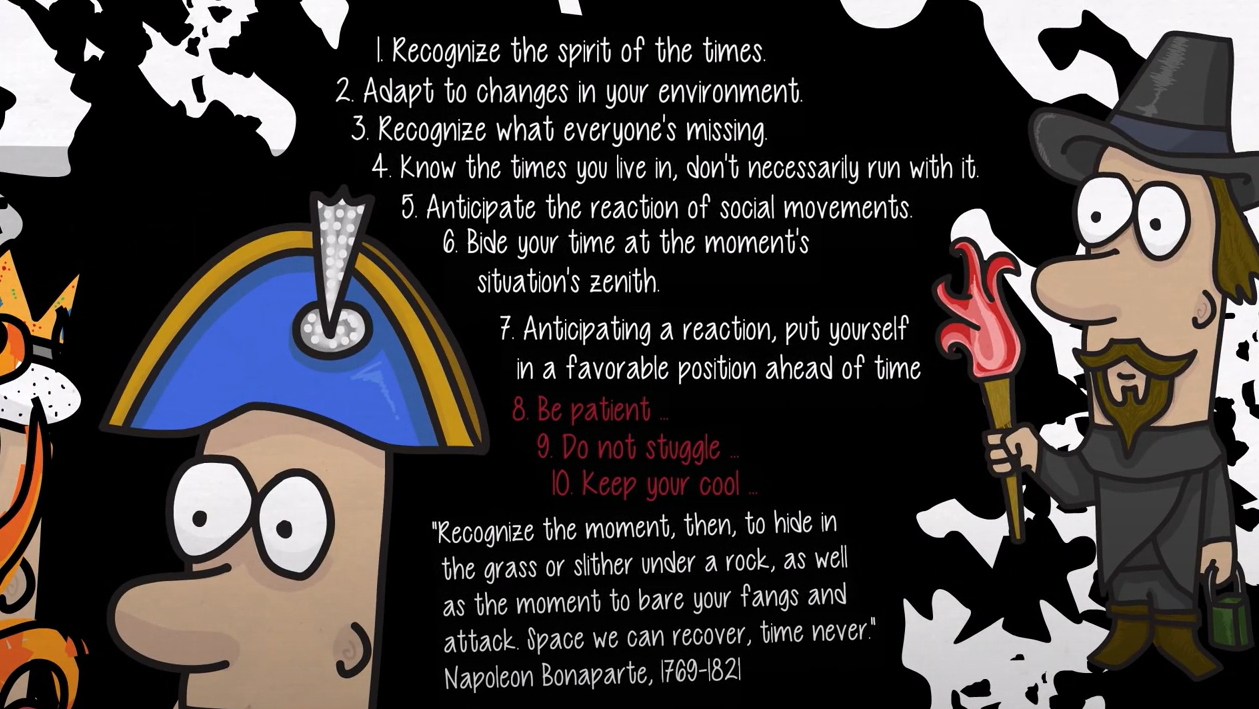 1. Recognize the spirit of the times.
2. Adapt to changes in your environment.
3. Recognize what everyone's missing.
4. Know the times you live in, don't necessarily run with it.
5. Anticipate the reaction of social movements.
6. Bide your time at the moment's
situation's zenith.
7. Anticipating a reaction, put yourself
in a favorable position ahead of time
8. Be patient ...
9. Do not stuggle ...
10. Keep your cool ...
"Recognize the moment, then, to hide in
the grass or slither under a rock, as well
as the moment to bare your fangs and
attack. Space we can recover, time never."
Napoleon Bonaparte, 1769-1821